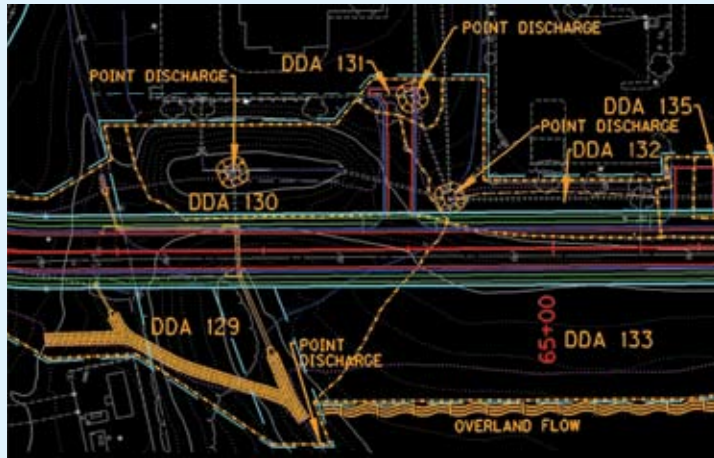 POINT DISCHARGE
DDA 131
POINT DISCHARGE
DDA 135
POINT DISCHARGE
DDA 132
DDA 130
DDA 129
POINT
DISCHARGE
65+00
DDA 133
OVERLAND FLOW